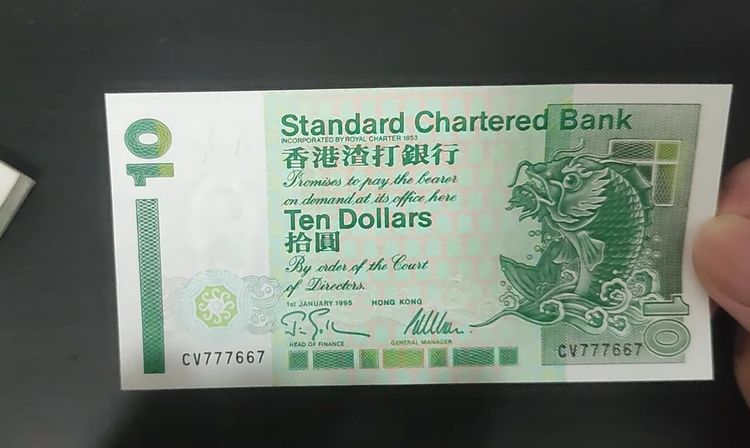 10
Standard Chartered Bank
INCORPORATED BY ROYAL CHARTER 1853
香港渣打銀行
Promises to pay the bearer
on demand at its office here
Ten Dollars
拾圓
By order of the Court
of Directors.
1st JANUARY 1995 HONG KONG
HEAD OF FINANCE GENERAL MANAGER
CV777667
CV777667
10